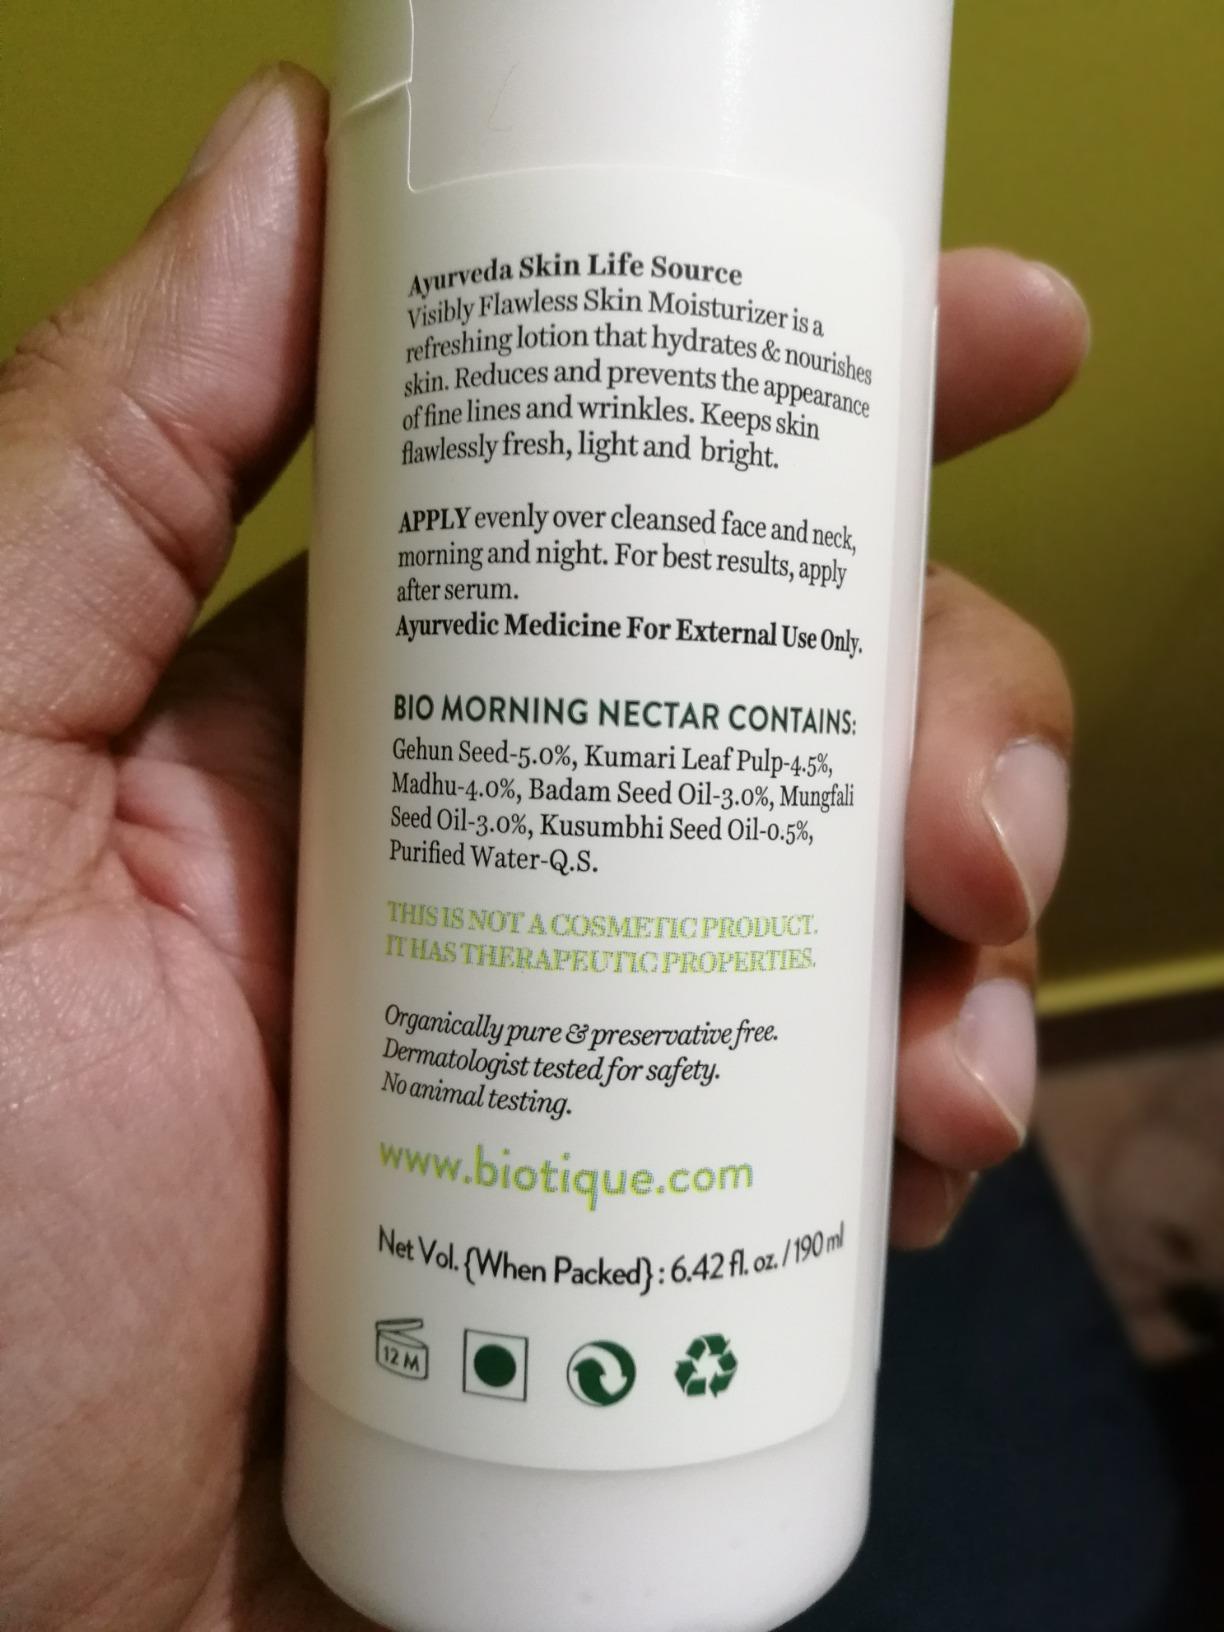 Ayurveda Skin Life Source
Visibly Flawless Skin Moisturizer is a
refreshing lotion that hydrates & nourishes
skin. Reduces and prevents the appearance
of fine lines and wrinkles. Keeps skin
flawlessly fresh, light and bright.
APPLY evenly over cleansed face and neck,
morning and night. For best results, apply
after serum.
Ayurvedic Medicine For External Use Only.
BIO MORNING NECTAR CONTAINS:
Gehun Seed-5.0%, Kumari Leaf Pulp-4.5%,
Madhu-4.0%, Badam Seed Oil-3.0%, Mungfali
Seed Oil-3.0%, Kusumbhi Seed Oil-0.5%,
Purified Water-Q.S.
THIS IS NOT A COSMETIC PRODUCT.
IT HAS THERAPEUTIC PROPERTIES.
Organically pure & preservative free.
Dermatologist tested for safety.
No animal testing.
www.biotique.com
Net Vol. {When Packed} : 6.42 fl. oz. / 190 ml
12 M